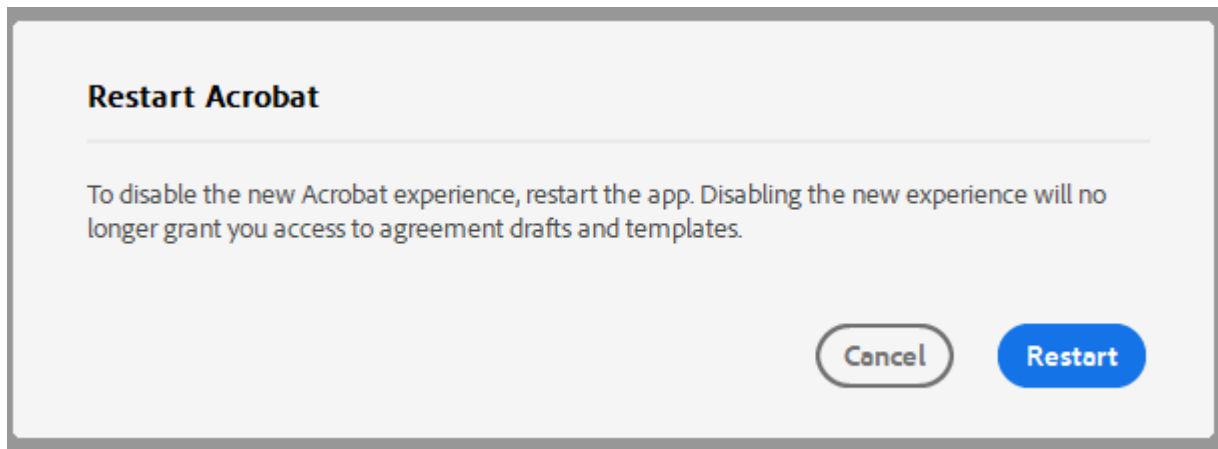 Restart Acrobat
To disable the new Acrobat experience, restart the app. Disabling the new experience will no
longer grant you access to agreement drafts and templates.
Cancel
Restart